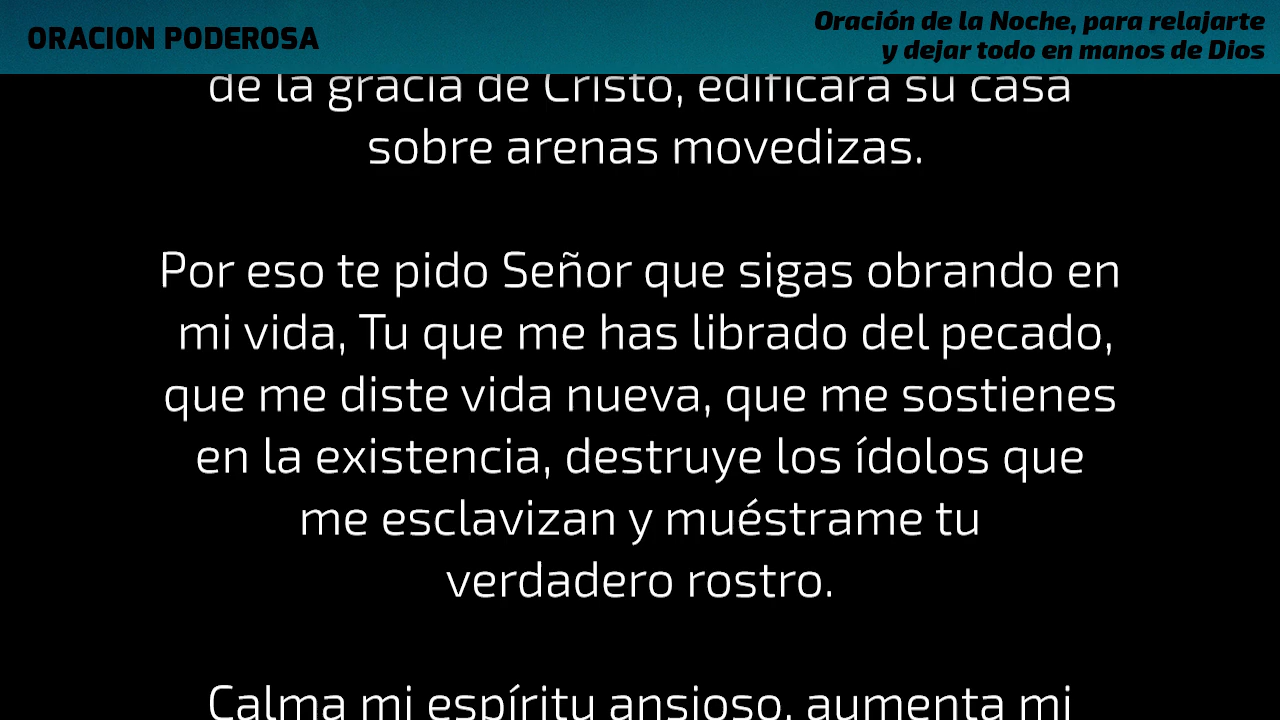 ORACION PODEROSA
Oración de la Noche, para relajarte
y dejar todo en manos de Dios
de la gracia de Cristo, edificará su casa
sobre arenas movedizas.
Por eso te pido Señor que sigas obrando en
mi vida, Tu que me has librado del pecado,
que me diste vida nueva, que me sostienes
en la existencia, destruye los ídolos que
me esclavizan y muéstrame tu
verdadero rostro.
Calma mi espíritu ansioso, aumenta mi